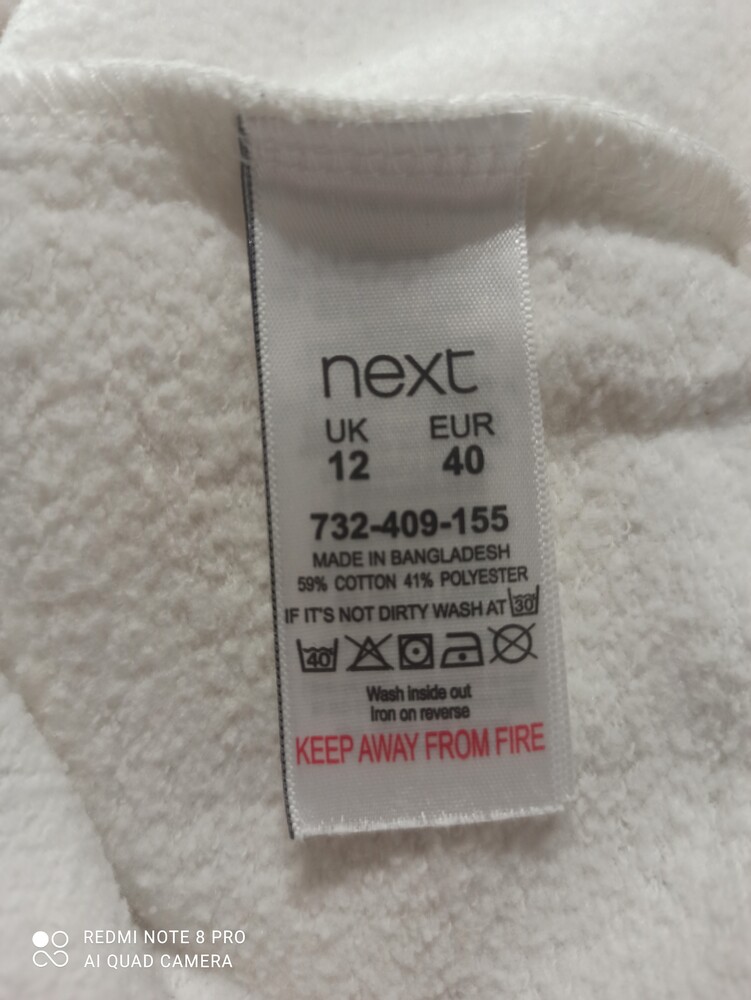 next
UK EUR
12 40
732-409-155
MADE IN BANGLADESH
59% COTTON 41% POLYESTER
IF IT'S NOT DIRTY WASH AT 30
40
Wash inside out
Iron on reverse
KEEP AWAY FROM FIRE
REDMI NOTE 8 PRO
AI QUAD CAMERA